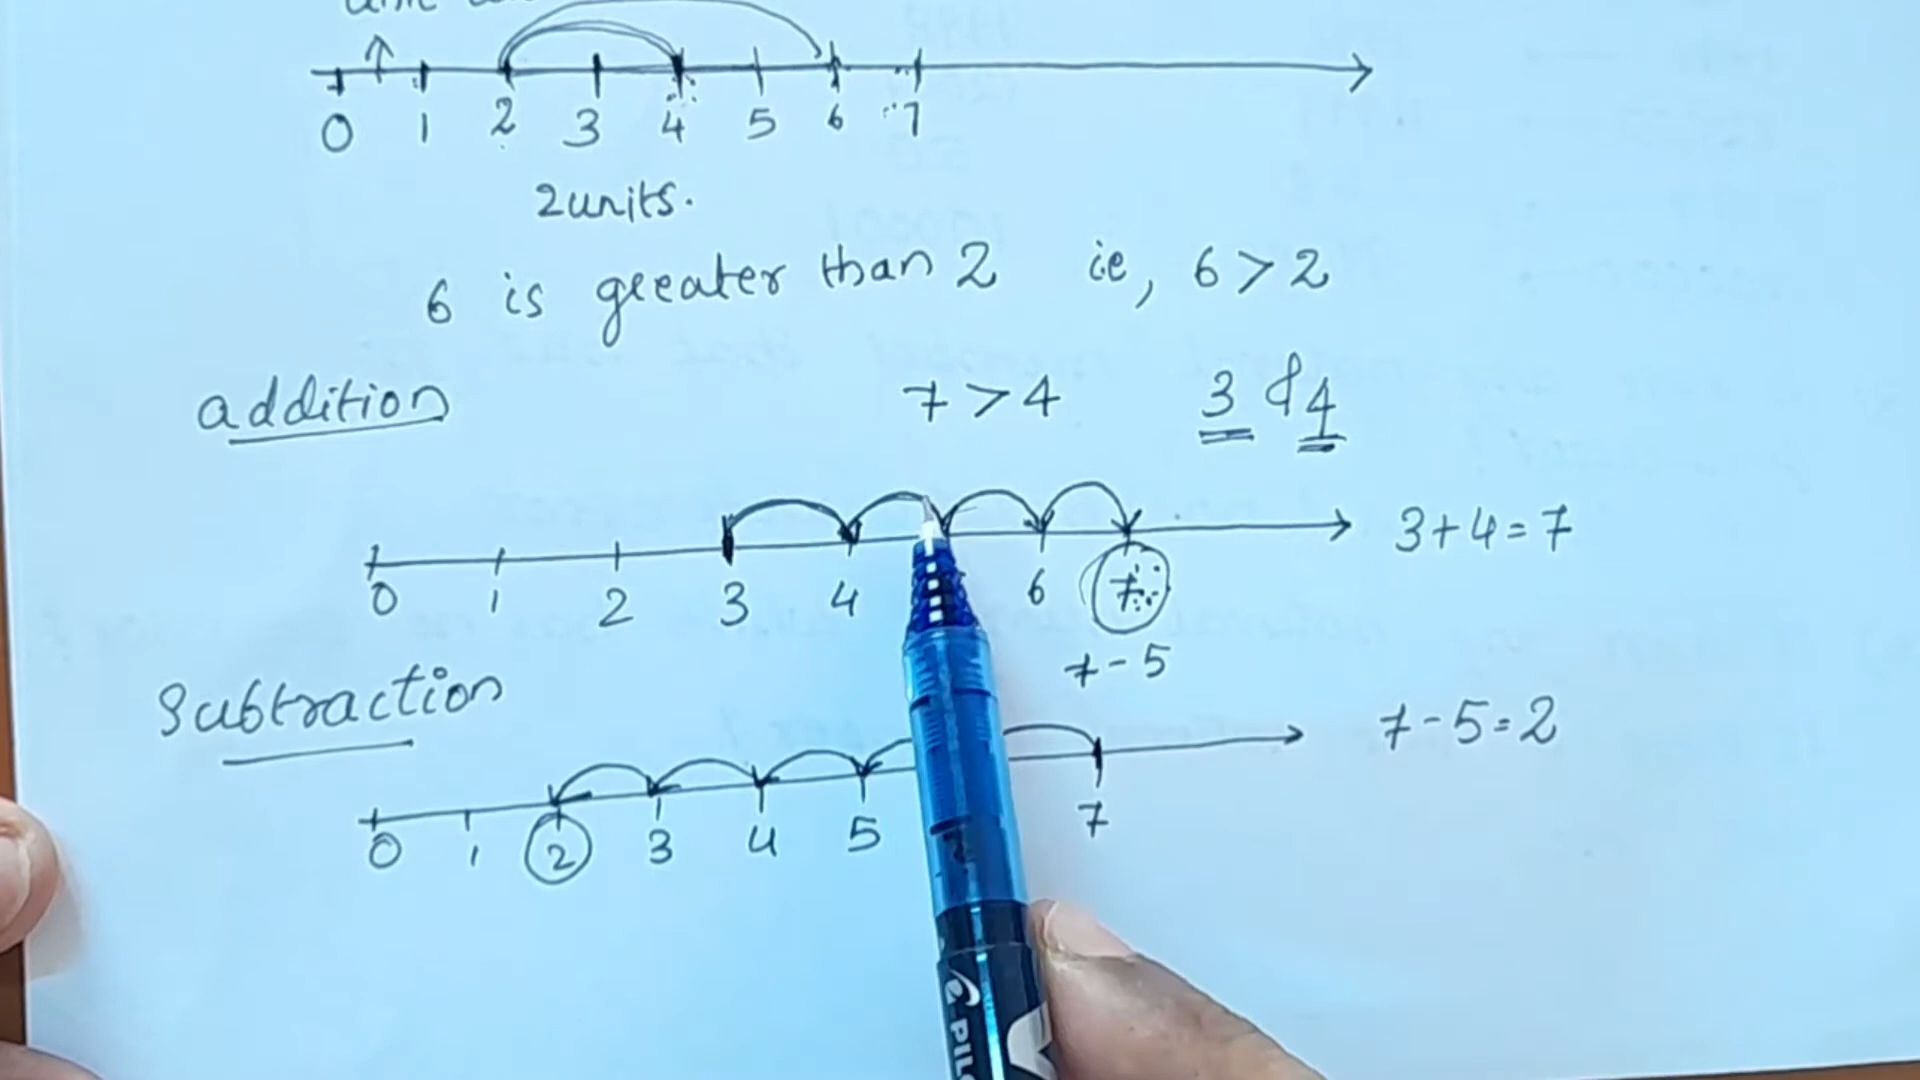 0 1 2 3 4 5 6 7
2units.
6 is greater than 2 ie, 6 > 2
addition 7 > 4 3 & 4
3+4=7
0 1 2 3 4 6 7
7-5
Subtraction 7-5=2
0 1 2 3 4 5 7
PILO